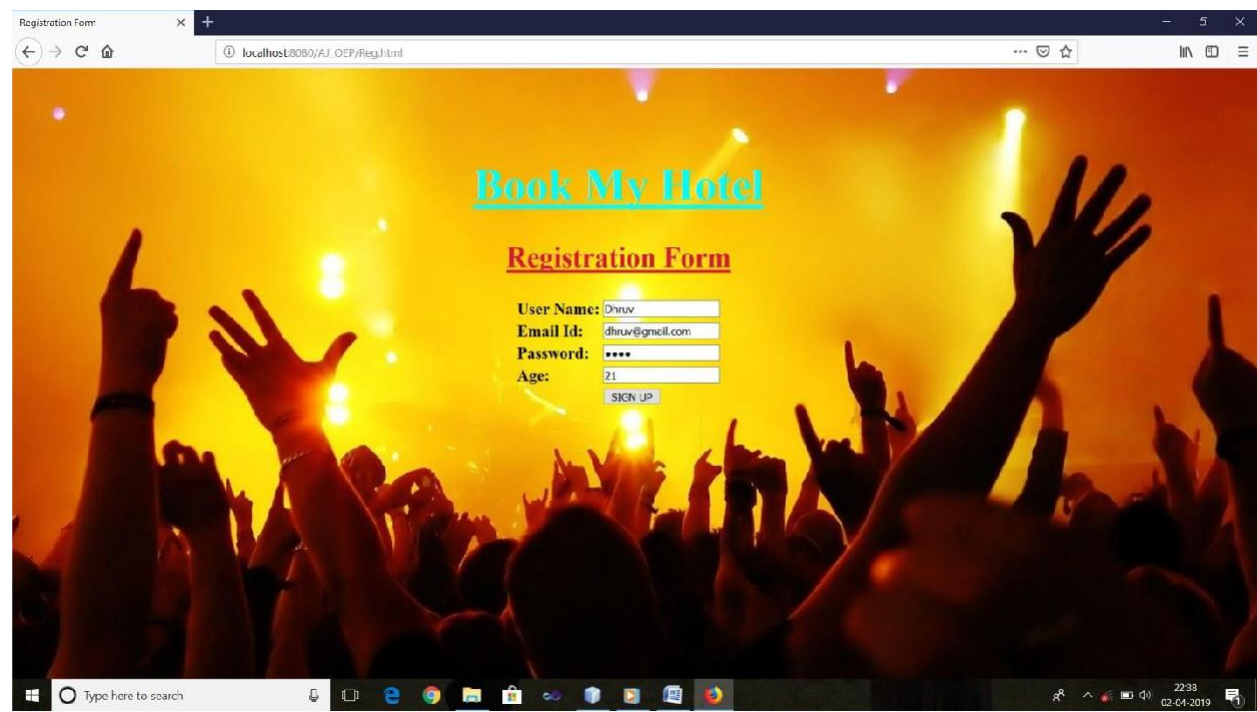 Registration Form
localhost:8080/AJ_OEP/Reg.html
Book My Hotel
Registration Form
User Name: Dhruv
Email Id: dhruv@gmail.com
Password: ••••
Age: 21
SIGN UP
Type here to search
22:33
02-04-2019